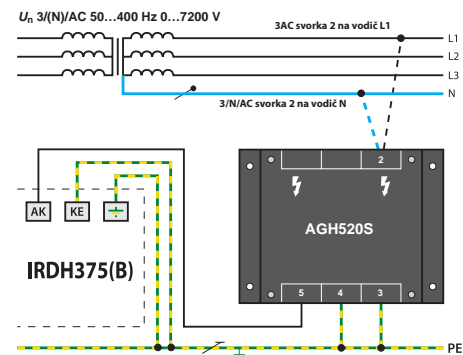 Un 3/(N)/AC 50…400 Hz 0…7200 V
3AC svorka 2 na vodič L1
L1
L2
L3
N
3/N/AC svorka 2 na vodič N
2
AK KE
AGH520S
IRDH375(B)
5 4 3
PE